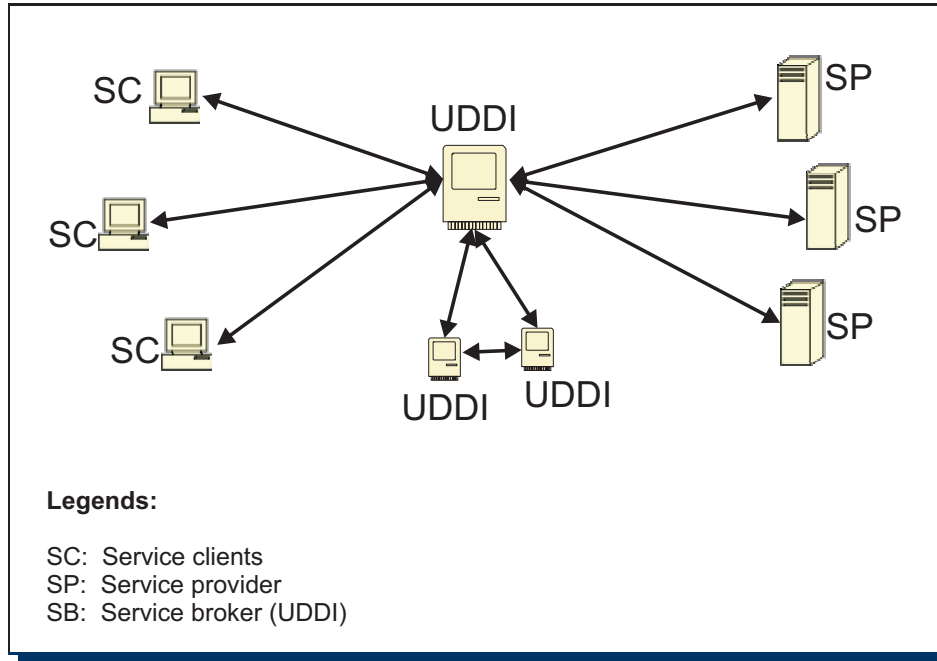 SC
SP
UDDI
SC
SP
SC
SP
UDDI
UDDI
Legends:
SC: Service clients
SP: Service provider
SB: Service broker (UDDI)